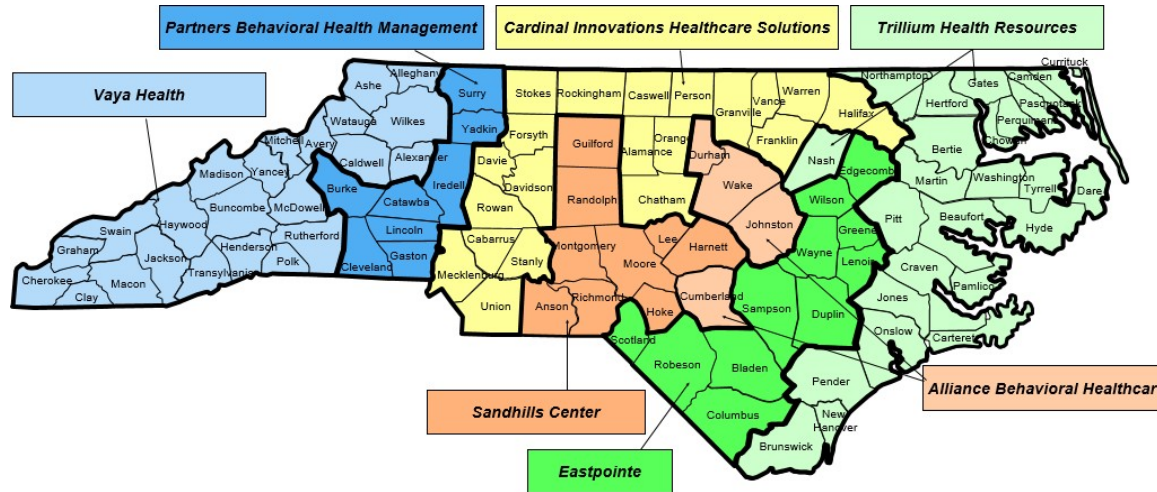 Partners Behavioral Health Management
Cardinal Innovations Healthcare Solutions
Trillium Health Resources
Vaya Health
Ashe
Alleghany
Surry
Stokes
Rockingham
Caswell
Person
Granville
Vance
Warren
Halifax
Northampton
Gates
Camden
Currituck
Hertford
Pasquotank
Perquimans
Chowan
Watauga
Wilkes
Yadkin
Forsyth
Guilford
Alamance
Orange
Durham
Franklin
Nash
Bertie
Mitchell
Avery
Caldwell
Alexander
Davie
Iredell
Davidson
Randolph
Chatham
Wake
Edgecomb
Martin
Washington
Tyrrell
Dare
Madison
Yancey
Burke
Catawba
Rowan
Johnston
Wilson
Pitt
Beaufort
Hyde
Swain
Haywood
Buncombe
McDowell
Rutherford
Lincoln
Gaston
Cleveland
Cabarrus
Stanly
Montgomery
Moore
Lee
Harnett
Wayne
Greene
Lenoir
Craven
Pamlico
Graham
Cherokee
Clay
Macon
Jackson
Transylvania
Henderson
Polk
Mecklenburg
Union
Anson
Richmond
Hoke
Cumberland
Sampson
Duplin
Jones
Onslow
Carteret
Scotland
Robeson
Bladen
Columbus
Pender
New
Hanover
Brunswick
Sandhills Center
Alliance Behavioral Healthcar
Eastpointe